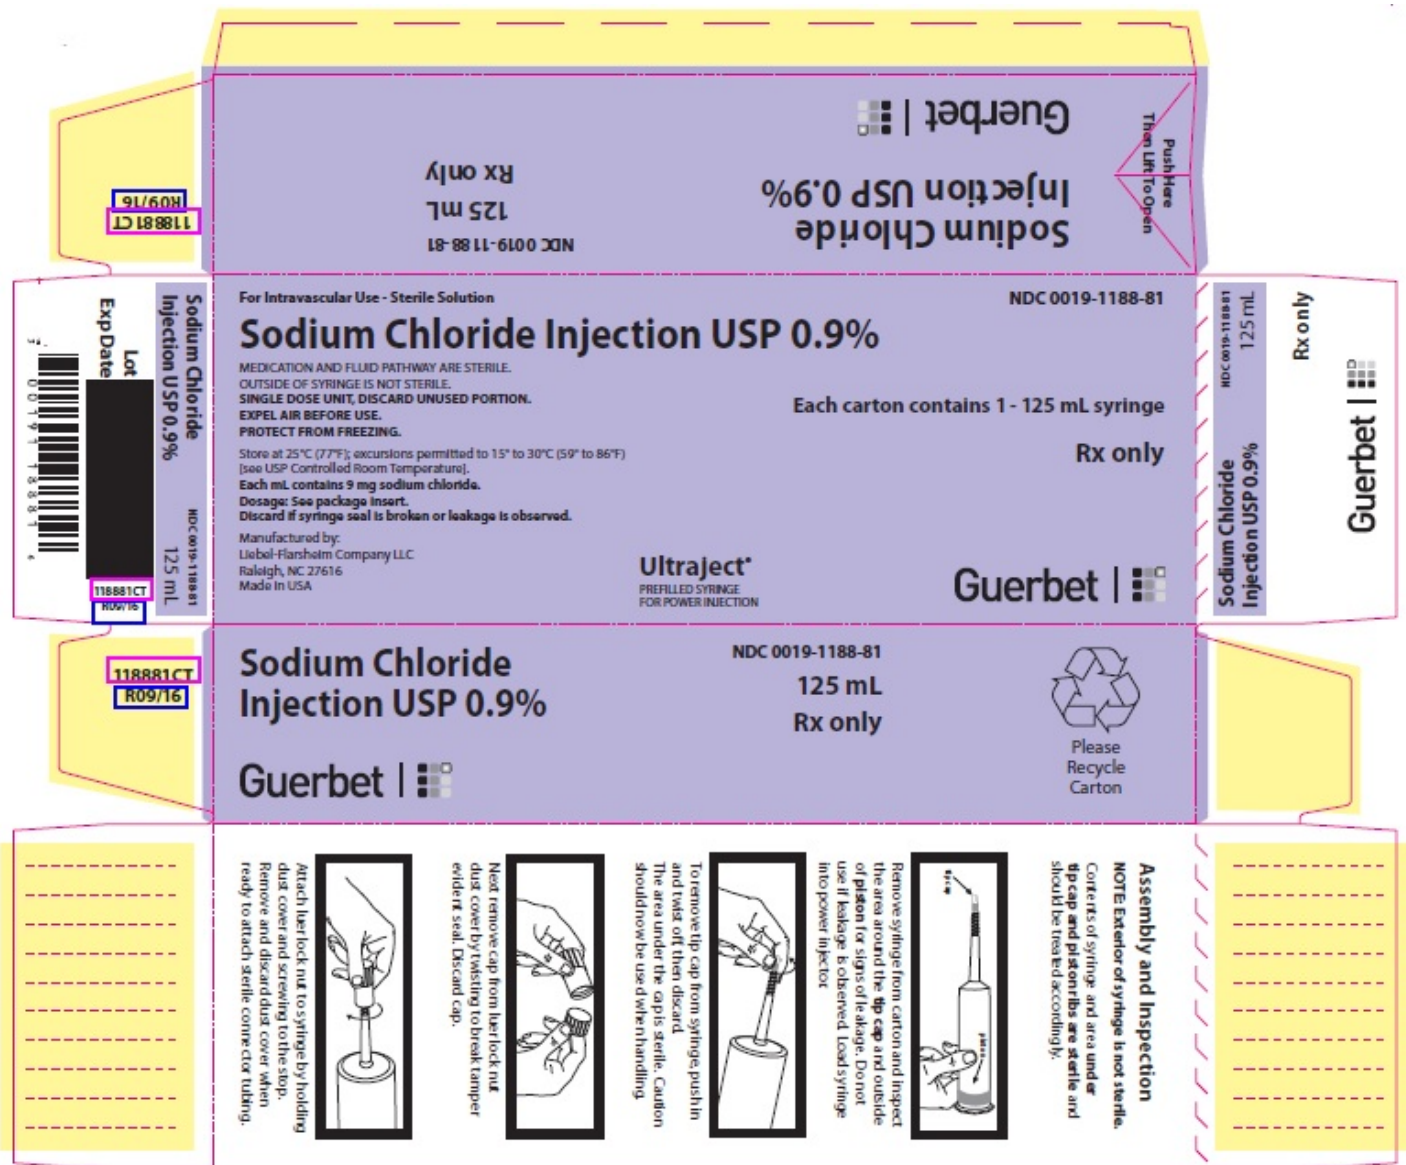 Guerbet
Sodium Chloride
Injection USP 0.9%
NDC 0019-1188-81
125 mL
Rx only
Push Here
Then Lift To Open
118881CT
R09/16
Sodium Chloride
Injection USP 0.9%
NDC 0019-1188-81
125 mL
Lot
Exp Date
3 00191 18881 6
118881CT
R09/16
For Intravascular Use - Sterile Solution
NDC 0019-1188-81
Sodium Chloride Injection USP 0.9%
MEDICATION AND FLUID PATHWAY ARE STERILE.
OUTSIDE OF SYRINGE IS NOT STERILE.
SINGLE DOSE UNIT, DISCARD UNUSED PORTION.
EXPEL AIR BEFORE USE.
PROTECT FROM FREEZING.
Each carton contains 1 - 125 mL syringe
Rx only
Store at 25°C (77°F); excursions permitted to 15° to 30°C (59° to 86°F)
[see USP Controlled Room Temperature].
Each mL contains 9 mg sodium chloride.
Dosage: See package insert.
Discard if syringe seal is broken or leakage is observed.
Manufactured by:
Liebel-Flarsheim Company LLC
Raleigh, NC 27616
Made in USA
Ultraject®
PREFILLED SYRINGE
FOR POWER INJECTION
Guerbet
Sodium Chloride
Injection USP 0.9%
NDC 0019-1188-81
125 mL
Rx only
Guerbet
118881CT
R09/16
Sodium Chloride
Injection USP 0.9%
NDC 0019-1188-81
125 mL
Rx only
Guerbet
Please
Recycle
Carton
Assembly and Inspection
NOTE: Exterior of syringe is not sterile.
Contents of syringe and area under
tip cap and piston ribs are sterile and
should be treated accordingly.
tip cap
piston
Remove syringe from carton and inspect
the area around the tip cap and outside
of piston for signs of leakage. Do not
use if leakage is observed. Load syringe
into power injector.
To remove tip cap from syringe, push in
and twist off, then discard.
The area under the cap is sterile. Caution
should now be used when handling.
Next remove cap from luer lock nut
dust cover by twisting to break tamper
evident seal. Discard cap.
Attach luer lock nut to syringe by holding
dust cover and screwing to the stop.
Remove and discard dust cover when
ready to attach sterile connector tubing.